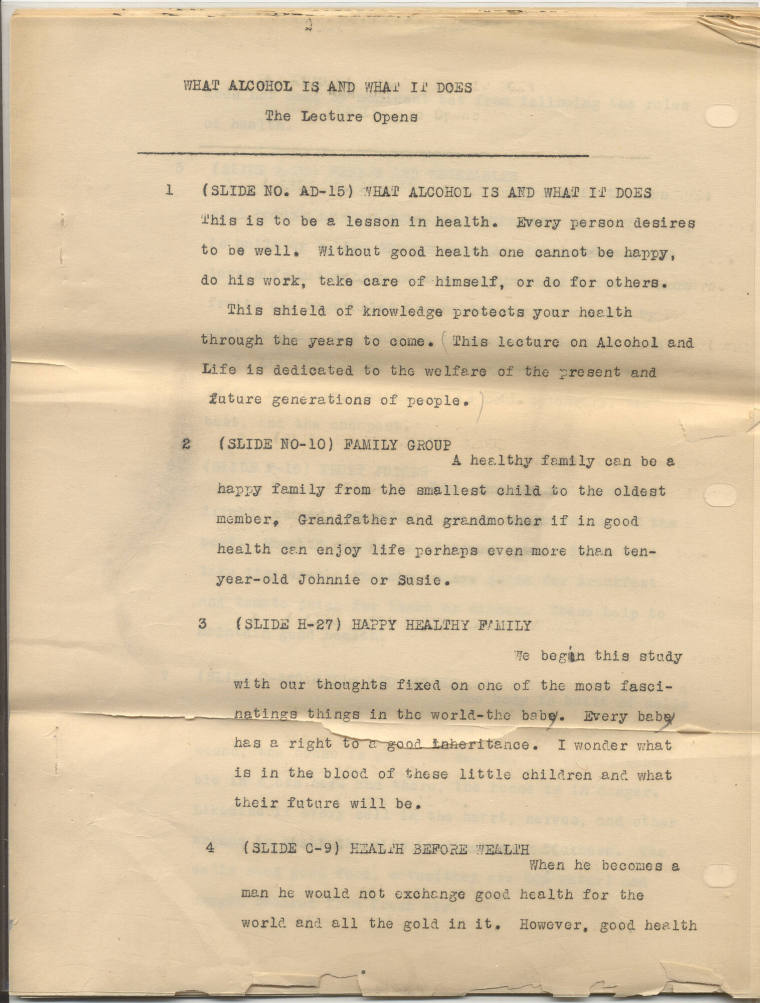 WHAT ALCOHOL IS AND WHAT IT DOES
The Lecture Opens
1 (SLIDE NO. AD-15) WHAT ALCOHOL IS AND WHAT IT DOES
This is to be a lesson in health. Every person desires
to be well. Without good health one cannot be happy,
do his work, take care of himself, or do for others.
This shield of knowledge protects your health
through the years to come. (This lecture on Alcohol and
Life is dedicated to the welfare of the present and
future generations of people.)
2 (SLIDE NO-10) FAMILY GROUP
A healthy family can be a
happy family from the smallest child to the oldest
member, Grandfather and grandmother if in good
health can enjoy life perhaps even more than ten-
year-old Johnnie or Susie.
3 (SLIDE H-27) HAPPY HEALTHY FAMILY
We begin this study
with our thoughts fixed on one of the most fasci-
natings things in the world-the baby. Every baby
has a right to a good inheritance. I wonder what
is in the blood of these little children and what
their future will be.
4 (SLIDE C-9) HEALTH BEFORE WEALTH
When he becomes a
man he would not exchange good health for the
world and all the gold in it. However, good health